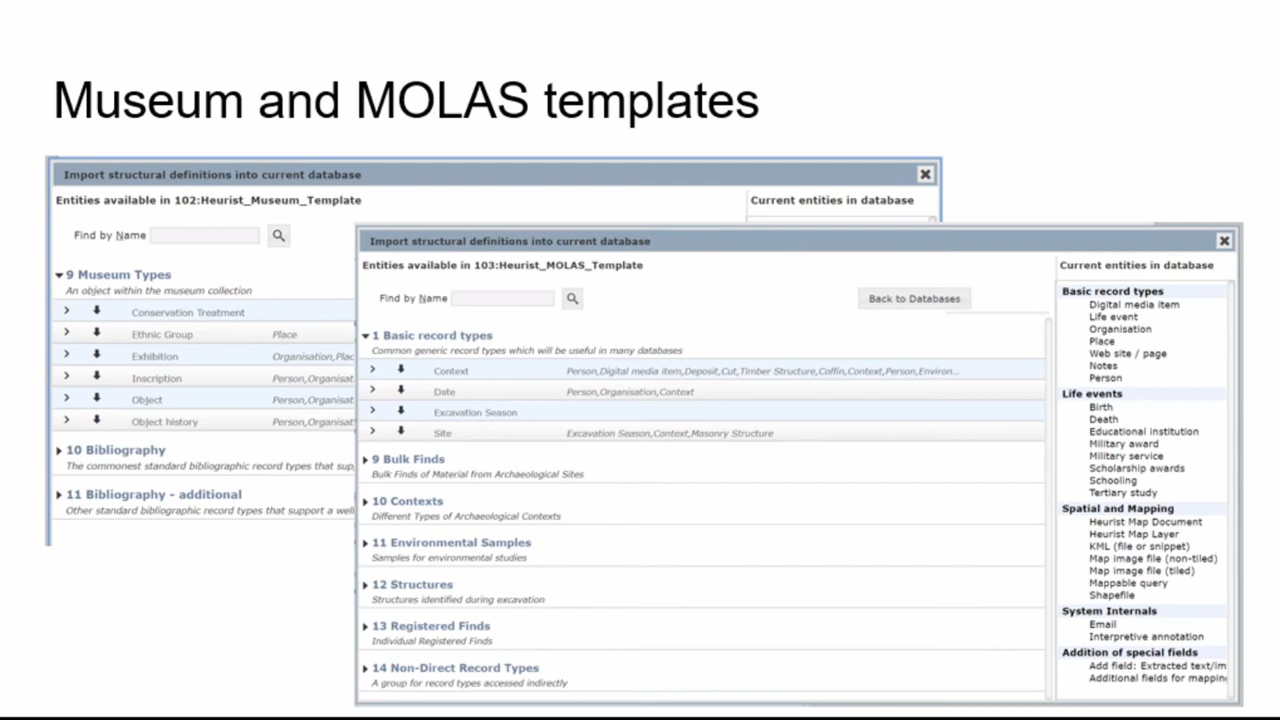 Museum and MOLAS templates
Import structural definitions into current database
Entities available in 102:Heurist_Museum_Template
Current entities in database
Find by Name
9 Museum Types
An object within the museum collection
Conservation Treatment
Ethnic Group Place
Exhibition Organisation,Plac
Inscription Person,Organisat
Object Person,Organisat
Object history Person,Organisat
10 Bibliography
The commonest standard bibliographic record types that sup
11 Bibliography - additional
Other standard bibliographic record types that support a well
Import structural definitions into current database
Entities available in 103:Heurist_MOLAS_Template
Find by Name
Back to Databases
1 Basic record types
Common generic record types which will be useful in many databases
Context Person,Digital media item,Deposit,Cut,Timber Structure,Coffin,Context,Person,Environ...
Date Person,Organisation,Context
Excavation Season
Site Excavation Season,Context,Masonry Structure
9 Bulk Finds
Bulk Finds of Material from Archaeological Sites
10 Contexts
Different Types of Archaeological Contexts
11 Environmental Samples
Samples for environmental studies
12 Structures
Structures identified during excavation
13 Registered Finds
Individual Registered Finds
14 Non-Direct Record Types
A group for record types accessed indirectly
Current entities in database
Basic record types
Digital media item
Life event
Organisation
Place
Web site / page
Notes
Person
Life events
Birth
Death
Educational institution
Military award
Military service
Scholarship awards
Schooling
Tertiary study
Spatial and Mapping
Heurist Map Document
Heurist Map Layer
KML (file or snippet)
Map image file (non-tiled)
Map image file (tiled)
Mappable query
Shapefile
System Internals
Email
Interpretive annotation
Addition of special fields
Add field: Extracted text/im
Additional fields for mappin